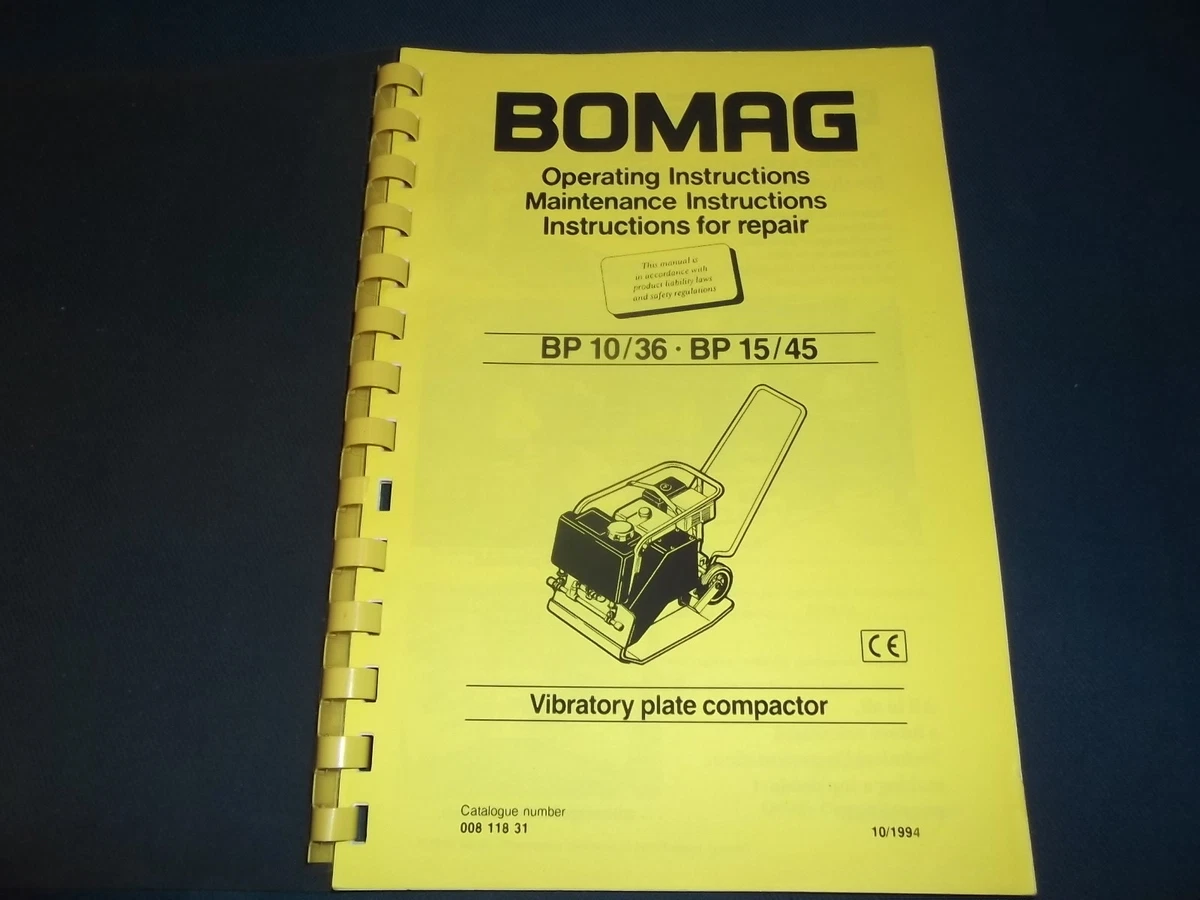 BOMAG
Operating Instructions
Maintenance Instructions
Instructions for repair
This manual is
in accordance with
product liability laws
and safety regulations
BP 10/36 · BP 15/45
CE
Vibratory plate compactor
Catalogue number
008 118 31
10/1994